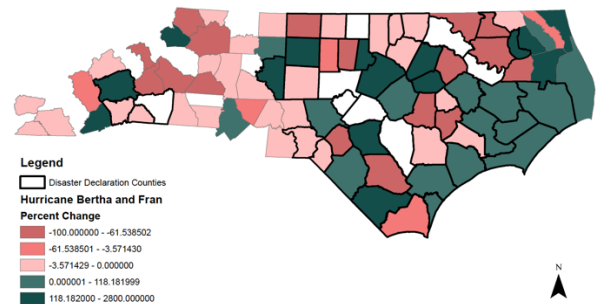 Legend
Disaster Declaration Counties
Hurricane Bertha and Fran
Percent Change
-100.000000 - -61.538502
-61.538501 - -3.571430
-3.571429 - 0.000000
0.000001 - 118.181999
118.182000 - 2800.000000
N